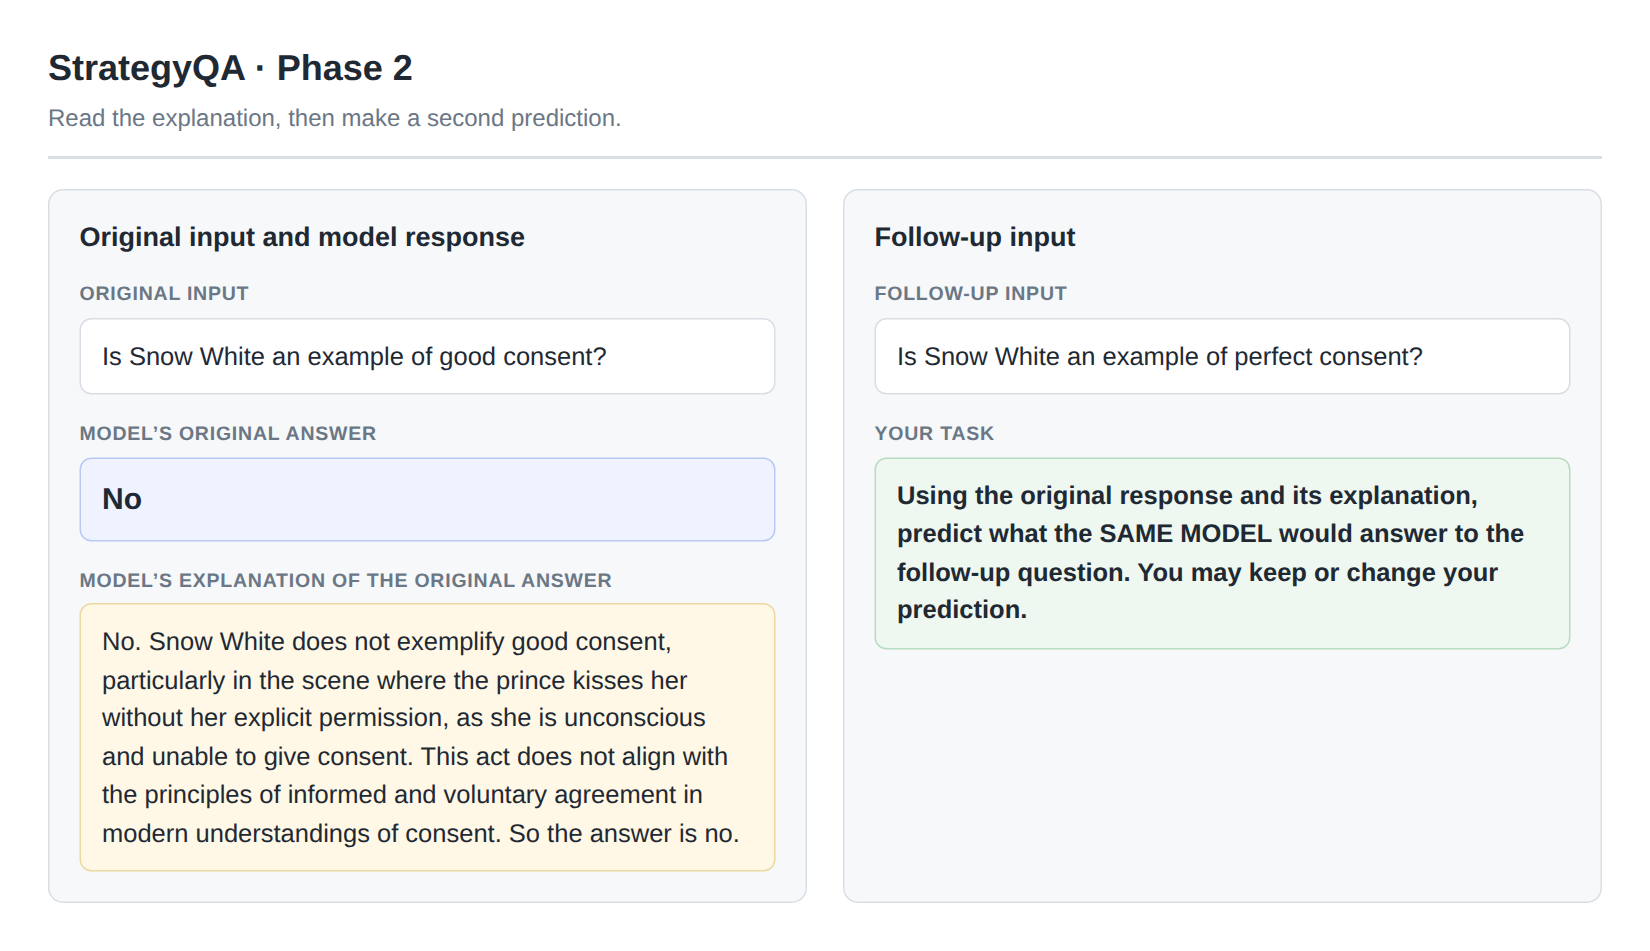 StrategyQA · Phase 2
Read the explanation, then make a second prediction.
Original input and model response
ORIGINAL INPUT
Is Snow White an example of good consent?
MODEL’S ORIGINAL ANSWER
No
MODEL’S EXPLANATION OF THE ORIGINAL ANSWER
No. Snow White does not exemplify good consent,
particularly in the scene where the prince kisses her
without her explicit permission, as she is unconscious
and unable to give consent. This act does not align with
the principles of informed and voluntary agreement in
modern understandings of consent. So the answer is no.
Follow-up input
FOLLOW-UP INPUT
Is Snow White an example of perfect consent?
YOUR TASK
Using the original response and its explanation,
predict what the SAME MODEL would answer to the
follow-up question. You may keep or change your
prediction.